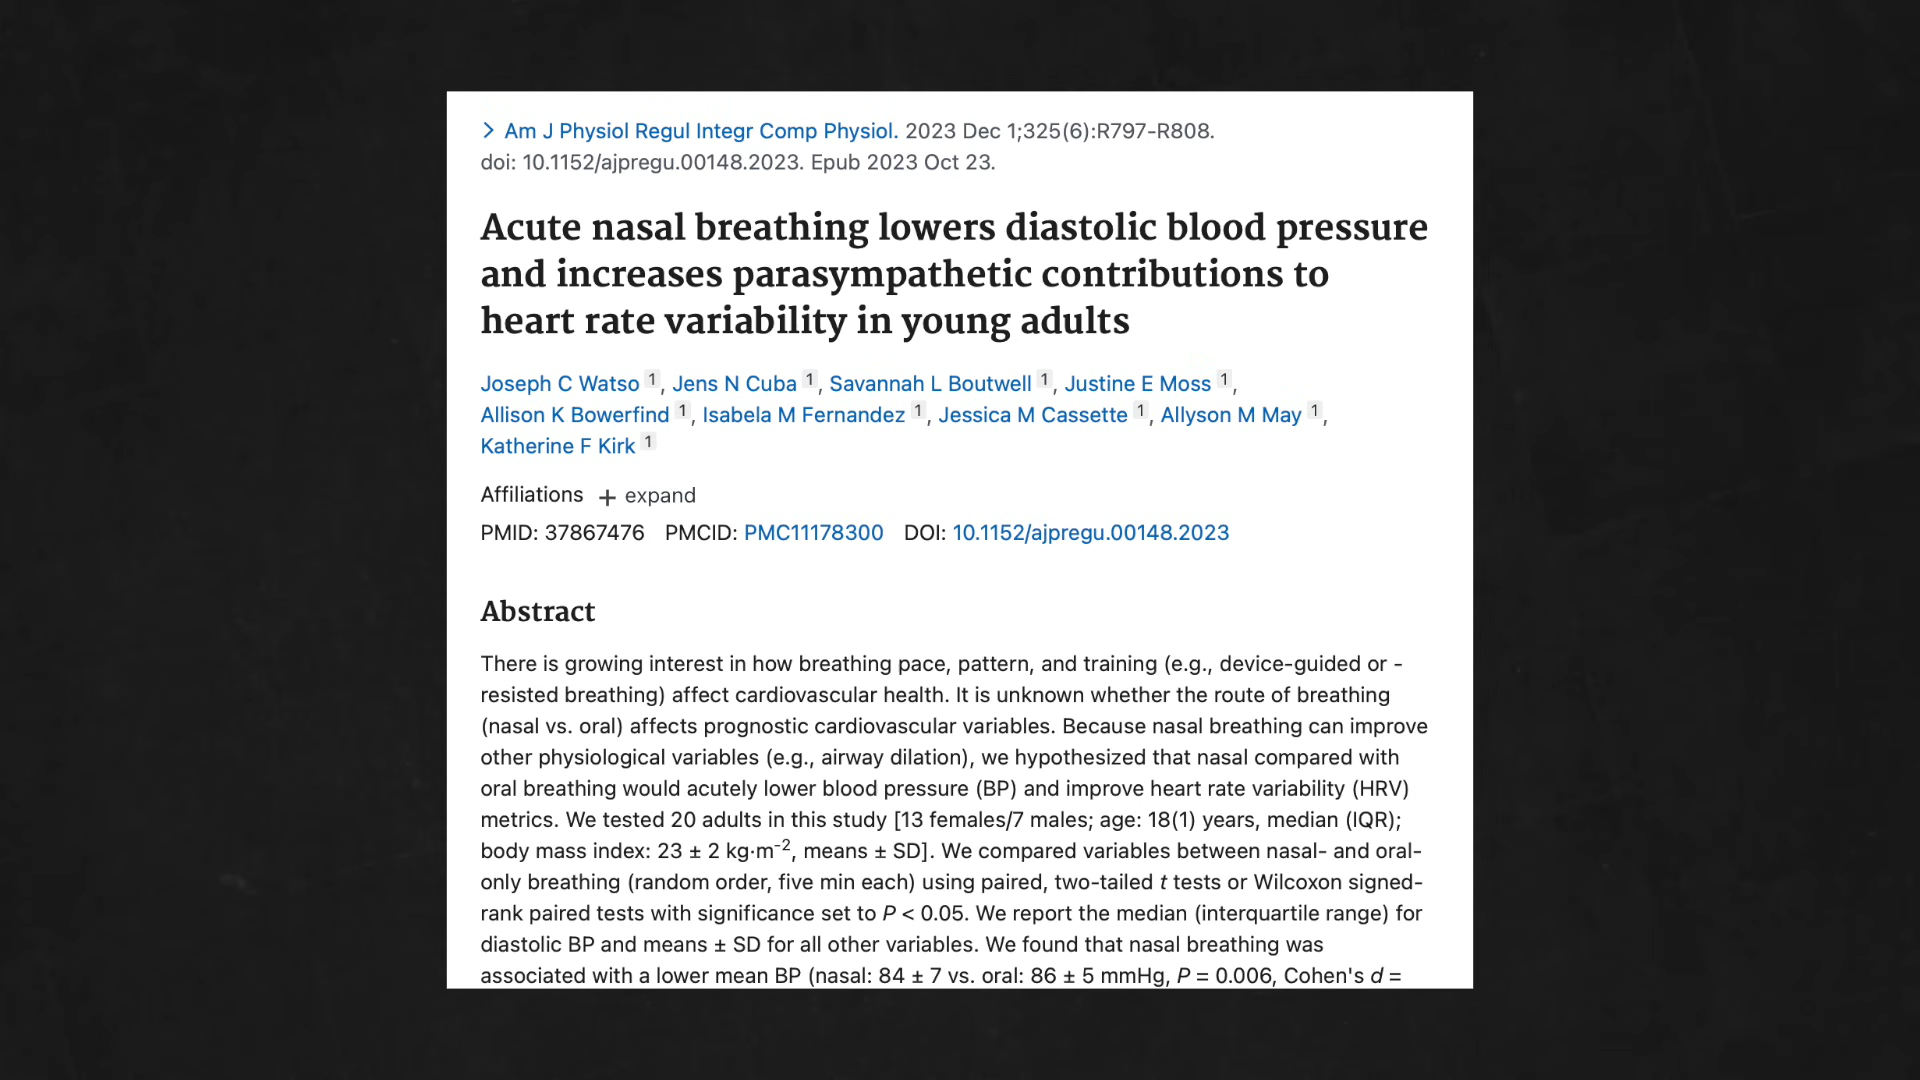 > Am J Physiol Regul Integr Comp Physiol. 2023 Dec 1;325(6):R797-R808.
doi: 10.1152/ajpregu.00148.2023. Epub 2023 Oct 23.
Acute nasal breathing lowers diastolic blood pressure
and increases parasympathetic contributions to
heart rate variability in young adults
Joseph C Watso 1, Jens N Cuba 1, Savannah L Boutwell 1, Justine E Moss 1,
Allison K Bowerfind 1, Isabela M Fernandez 1, Jessica M Cassette 1, Allyson M May 1,
Katherine F Kirk 1
Affiliations + expand
PMID: 37867476 PMCID: PMC11178300 DOI: 10.1152/ajpregu.00148.2023
Abstract
There is growing interest in how breathing pace, pattern, and training (e.g., device-guided or -
resisted breathing) affect cardiovascular health. It is unknown whether the route of breathing
(nasal vs. oral) affects prognostic cardiovascular variables. Because nasal breathing can improve
other physiological variables (e.g., airway dilation), we hypothesized that nasal compared with
oral breathing would acutely lower blood pressure (BP) and improve heart rate variability (HRV)
metrics. We tested 20 adults in this study [13 females/7 males; age: 18(1) years, median (IQR);
body mass index: 23 ± 2 kg·m⁻², means ± SD]. We compared variables between nasal- and oral-
only breathing (random order, five min each) using paired, two-tailed t tests or Wilcoxon signed-
rank paired tests with significance set to P < 0.05. We report the median (interquartile range) for
diastolic BP and means ± SD for all other variables. We found that nasal breathing was
associated with a lower mean BP (nasal: 84 ± 7 vs. oral: 86 ± 5 mmHg, P = 0.006, Cohen's d =